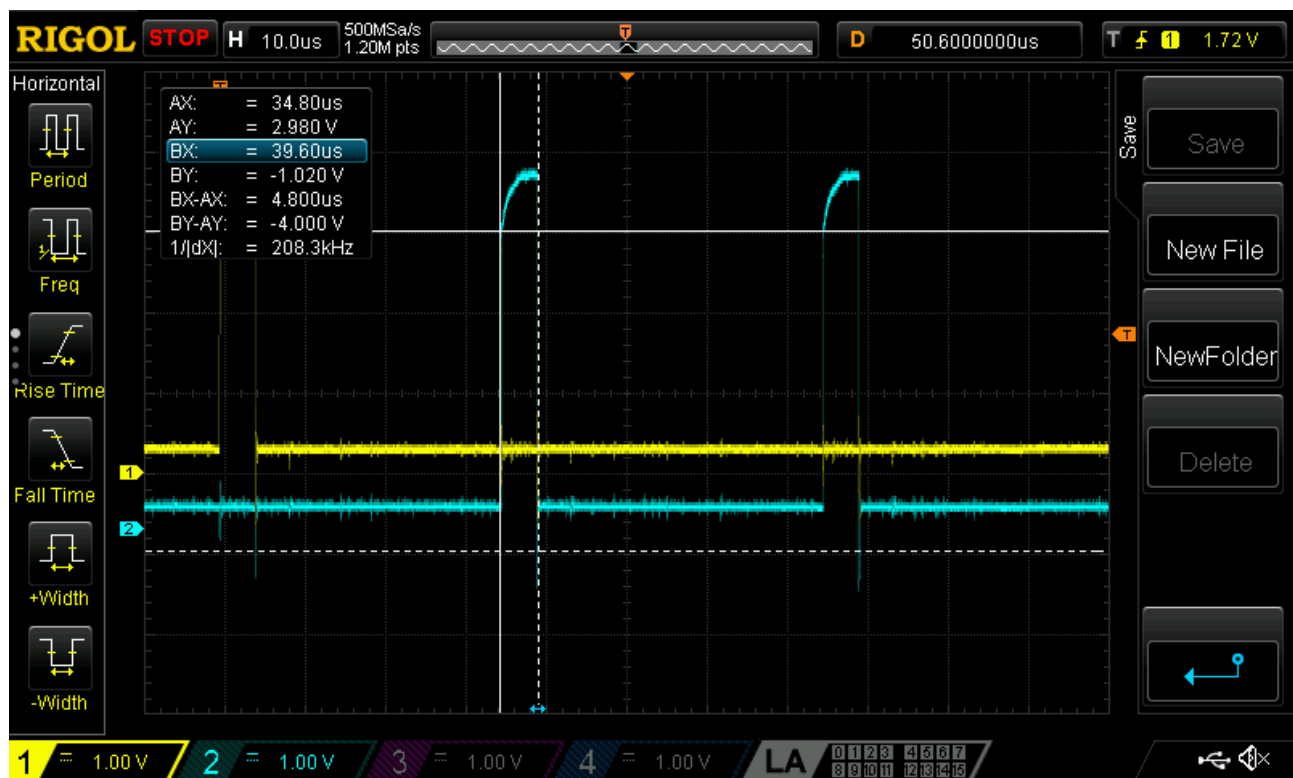 RIGOL STOP H 10.0us 500MSa/s 1.20M pts T D 50.6000000us T 1 1.72 V
Horizontal
Period
Freq
Rise Time
Fall Time
+Width
-Width
T
AX: = 34.80us
AY: = 2.980 V
BX: = 39.60us
BY: = -1.020 V
BX-AX: = 4.800us
BY-AY: = -4.000 V
1/|dX|: = 208.3kHz
1
2
T
Save
Save
New File
NewFolder
Delete
1 = 1.00 V 2 = 1.00 V 3 = 1.00 V 4 = 1.00 V LA 0 1 2 3 4 5 6 7
8 9 10 11 12 13 14 15